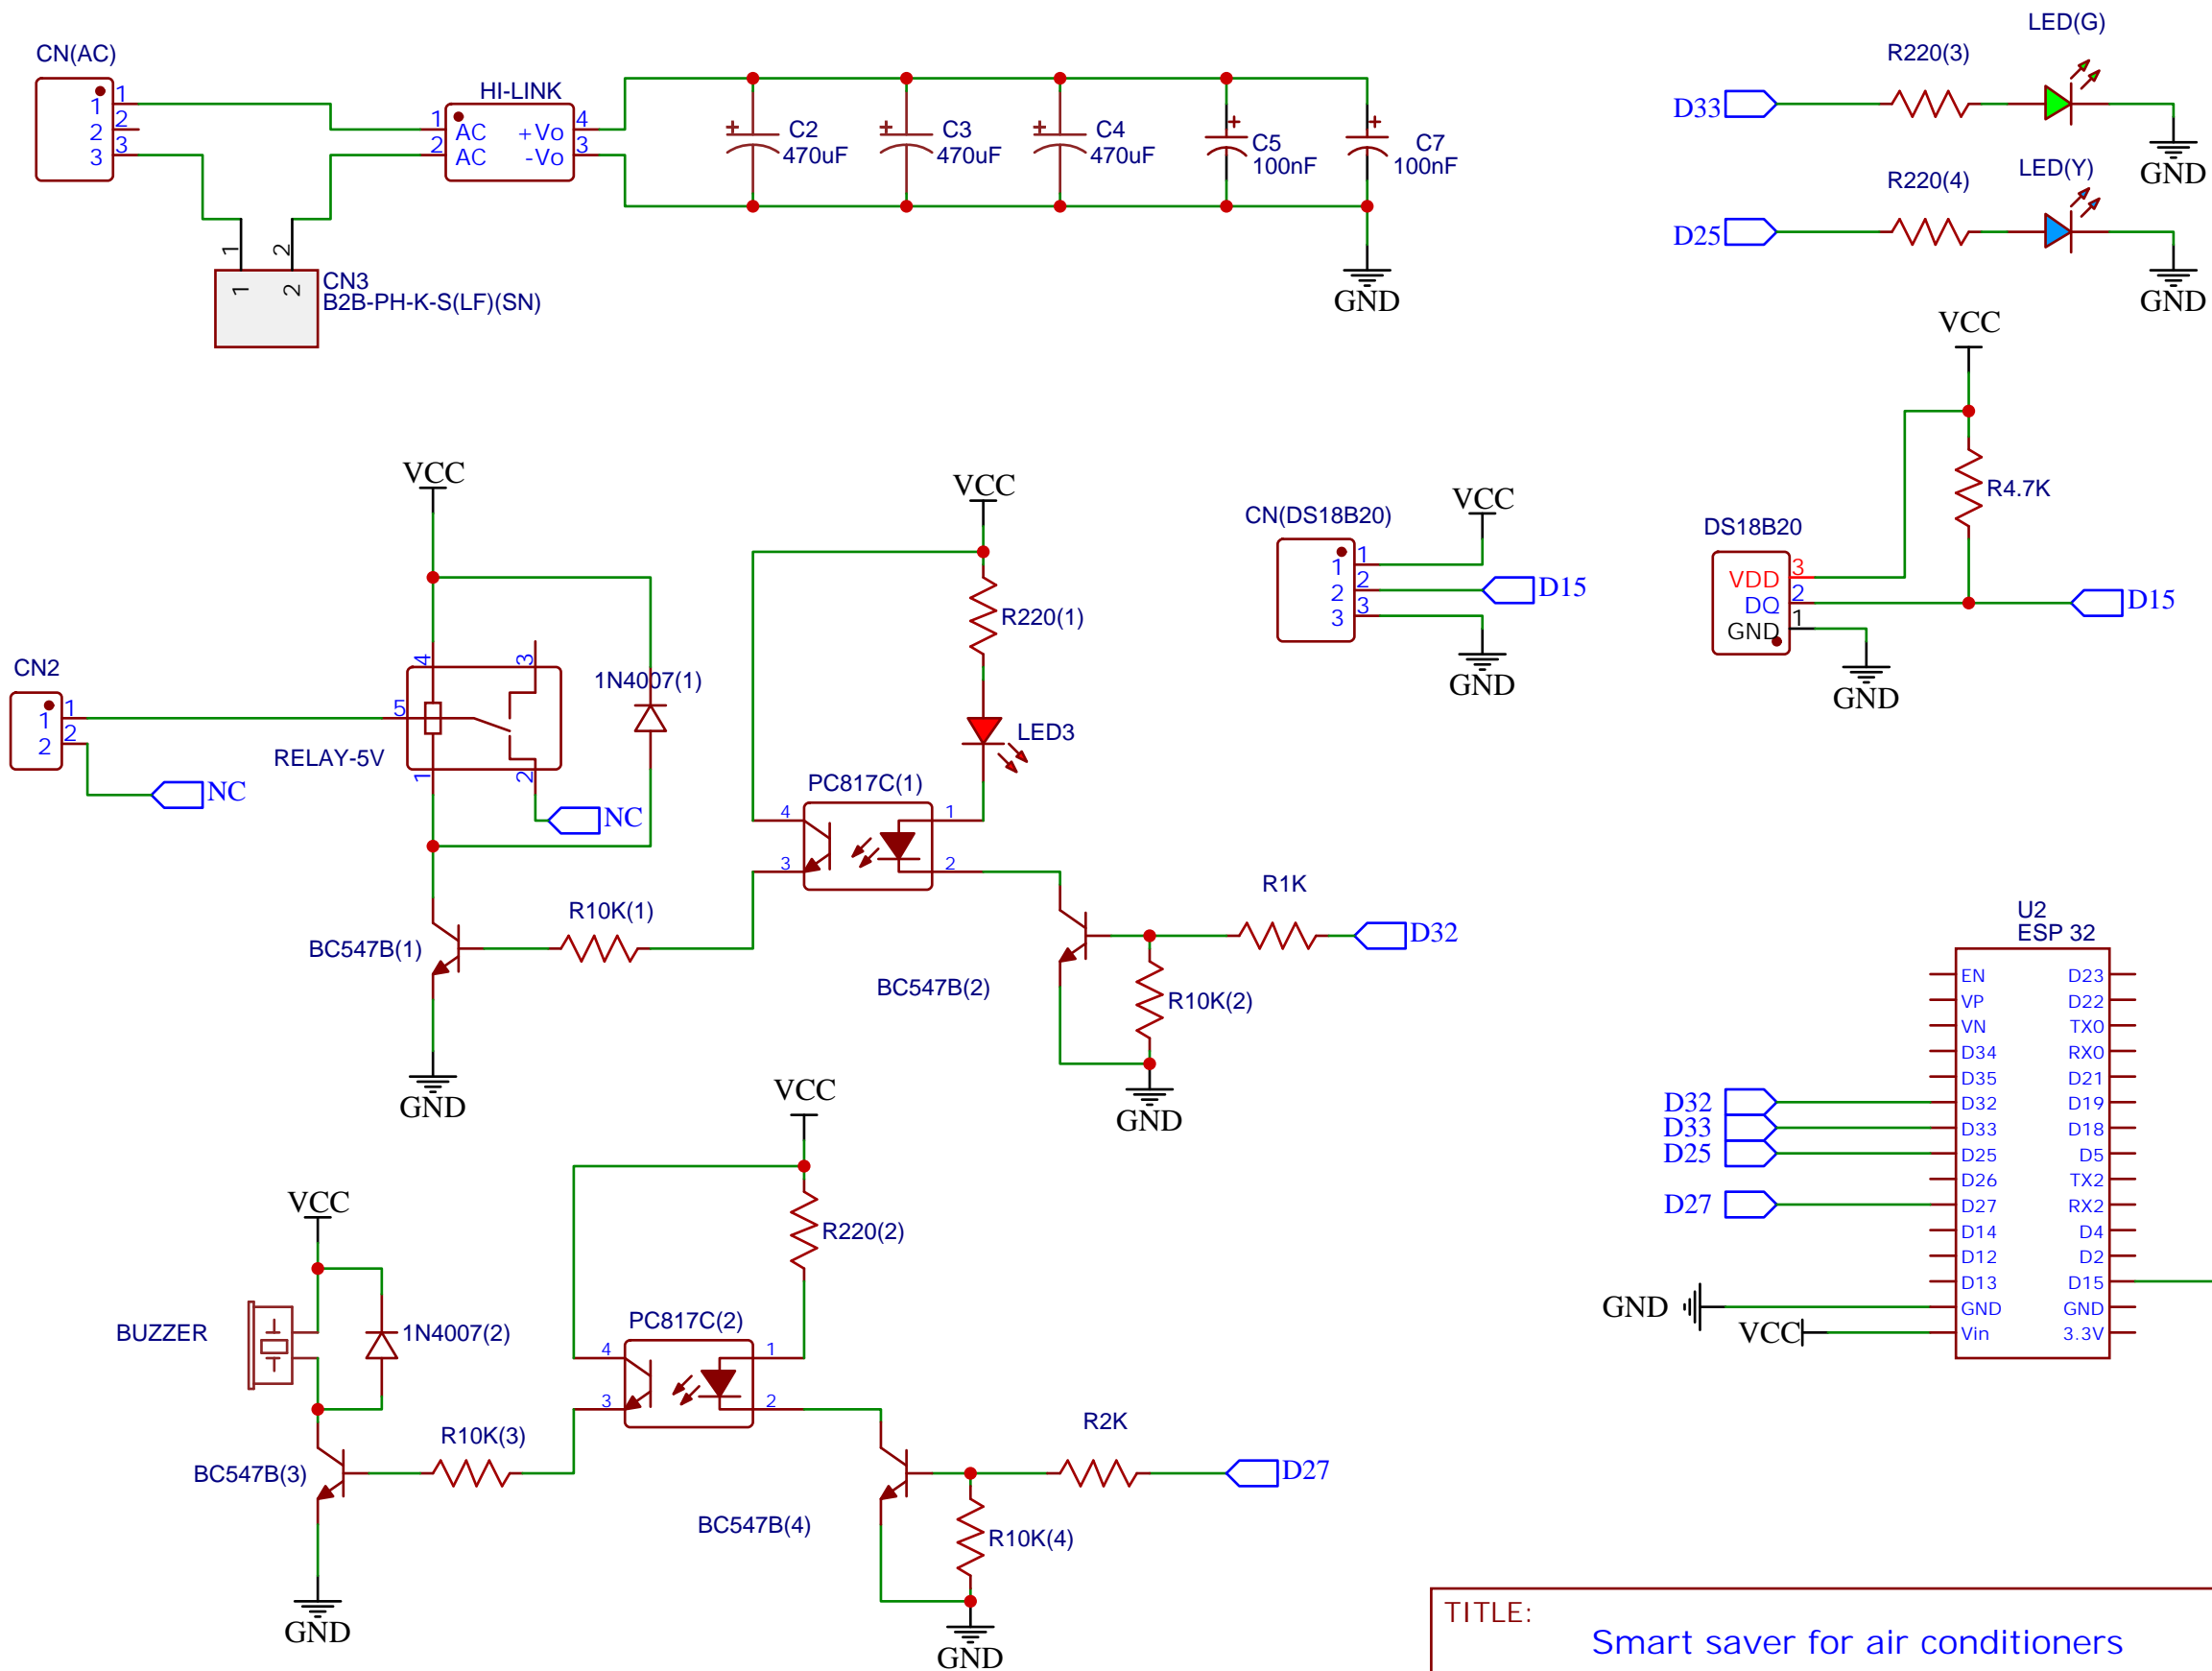 CN(AC)
1
2
3
1
2
3
HI-LINK
1
2
AC
AC
+Vo
-Vo
4
3
C2
470uF
C3
470uF
C4
470uF
C5
100nF
C7
100nF
GND
1
2
1
2
CN3
B2B-PH-K-S(LF)(SN)
LED(G)
R220(3)
D33
GND
LED(Y)
R220(4)
D25
GND
VCC
R4.7K
DS18B20
VDD
DQ
GND
3
2
1
D15
GND
VCC
CN2
1
2
1
2
NC
5
4
3
1
2
RELAY-5V
1N4007(1)
NC
BC547B(1)
R10K(1)
GND
VCC
R220(1)
LED3
PC817C(1)
4
3
1
2
BC547B(2)
R1K
D32
R10K(2)
GND
CN(DS18B20)
VCC
1
2
3
1
2
3
D15
GND
VCC
BUZZER
1N4007(2)
BC547B(3)
R10K(3)
GND
VCC
R220(2)
PC817C(2)
4
3
1
2
BC547B(4)
R2K
D27
R10K(4)
GND
U2
ESP 32
EN D23
VP D22
VN TX0
D34 RX0
D35 D21
D32 D32 D19
D33 D33 D18
D25 D25 D5
D26 TX2
D27 D27 RX2
D14 D4
D12 D2
D13 D15
GND GND GND
VCC Vin 3.3V
TITLE:
Smart saver for air conditioners